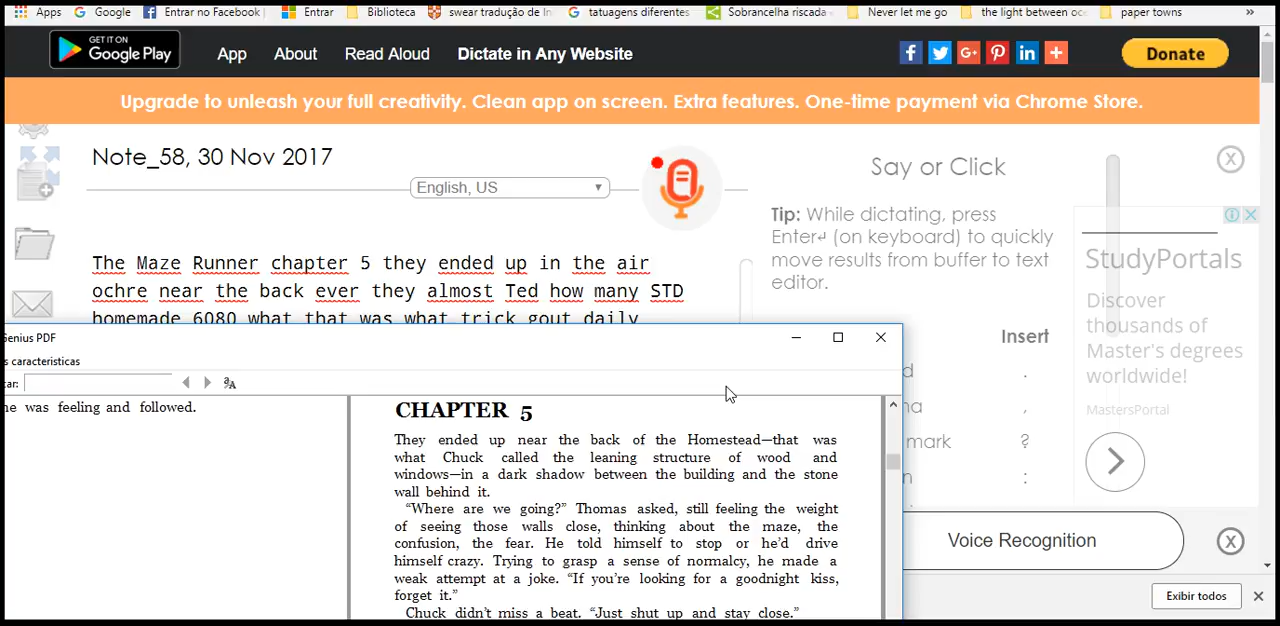 Apps Google Entrar no Facebook Entrar Biblioteca swear tradução de In tatuagens diferentes Sobrancelha riscada Never let me go the light between oce paper towns »
GET IT ON
Google Play
App About Read Aloud Dictate in Any Website
f G+ in + Donate
Upgrade to unleash your full creativity. Clean app on screen. Extra features. One-time payment via Chrome Store.
Note_58, 30 Nov 2017
English, US
The Maze Runner chapter 5 they ended up in the air
ochre near the back ever they almost Ted how many STD
homemade 6080 what that was what trick gout daily
Say or Click
Tip: While dictating, press
Enter↵ (on keyboard) to quickly
move results from buffer to text
editor.
Insert
d .
na ,
mark ?
n :
StudyPortals
Discover
thousands of
Master's degrees
worldwide!
MastersPortal
Voice Recognition
Exibir todos
Genius PDF
s caracteristicas
car:
he was feeling and followed.
CHAPTER 5
They ended up near the back of the Homestead—that was
what Chuck called the leaning structure of wood and
windows—in a dark shadow between the building and the stone
wall behind it.
“Where are we going?” Thomas asked, still feeling the weight
of seeing those walls close, thinking about the maze, the
confusion, the fear. He told himself to stop or he’d drive
himself crazy. Trying to grasp a sense of normalcy, he made a
weak attempt at a joke. “If you’re looking for a goodnight kiss,
forget it.”
Chuck didn’t miss a beat. “Just shut up and stay close.”